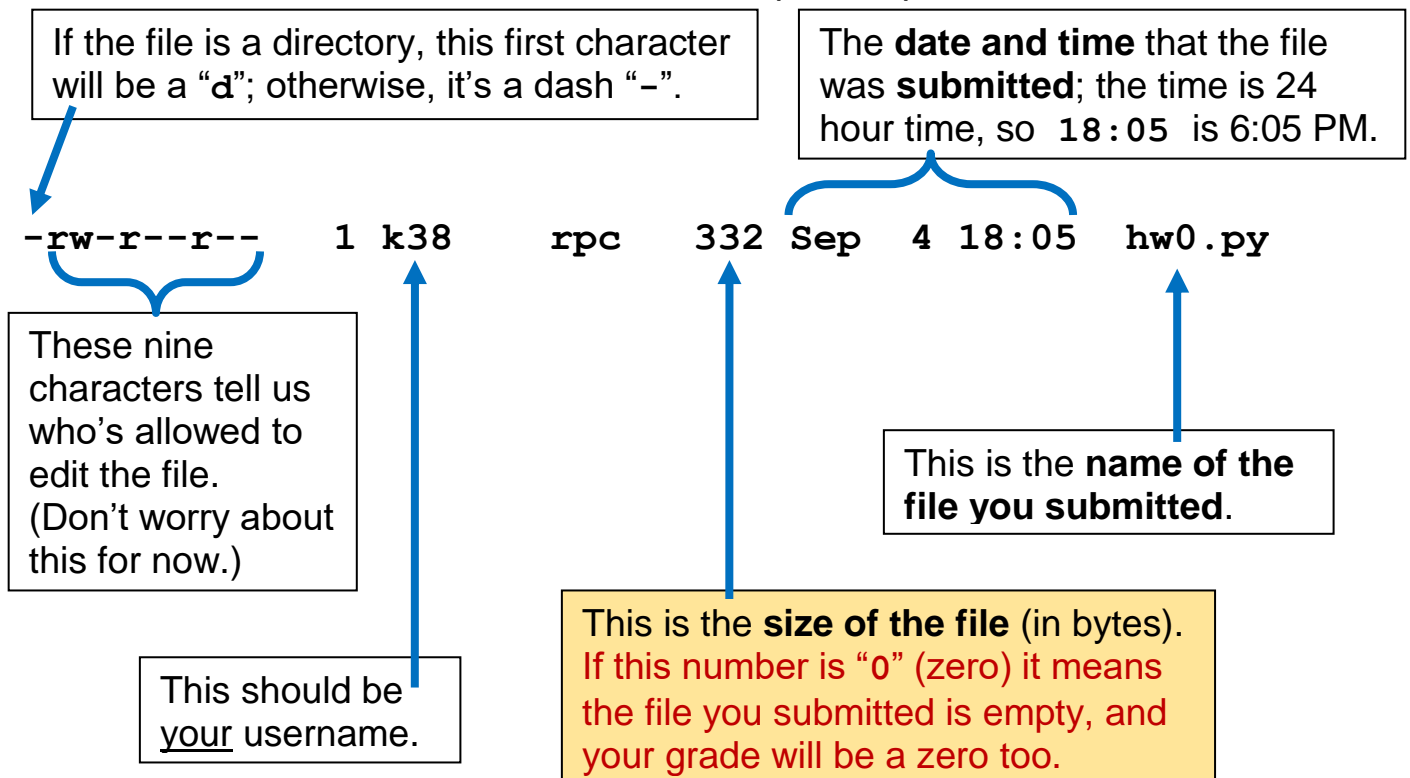 If the file is a directory, this first character
will be a “d”; otherwise, it’s a dash “-”.
The date and time that the file
was submitted; the time is 24
hour time, so 18:05 is 6:05 PM.
-rw-r--r-- 1 k38 rpc 332 Sep 4 18:05 hw0.py
These nine
characters tell us
who’s allowed to
edit the file.
(Don’t worry about
this for now.)
This is the name of the
file you submitted.
This should be
your username.
This is the size of the file (in bytes).
If this number is “0” (zero) it means
the file you submitted is empty, and
your grade will be a zero too.